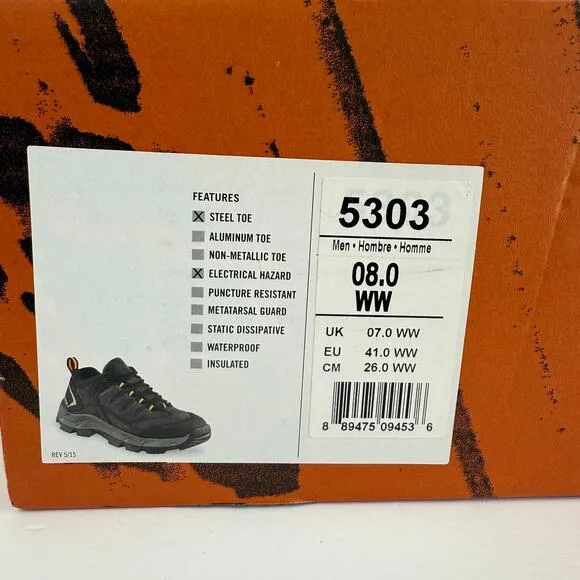 FEATURES
X STEEL TOE
ALUMINUM TOE
NON-METALLIC TOE
X ELECTRICAL HAZARD
PUNCTURE RESISTANT
METATARSAL GUARD
STATIC DISSIPATIVE
WATERPROOF
INSULATED
REV 5/15
5303
Men • Hombre • Homme
08.0
WW
UK 07.0 WW
EU 41.0 WW
CM 26.0 WW
8 89475 09453 6